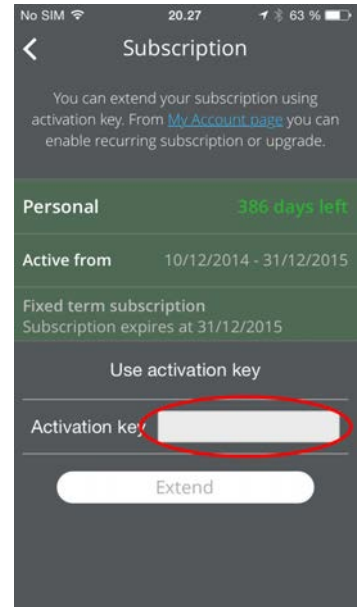 No SIM 20.27 63 %
Subscription
You can extend your subscription using
activation key. From My Account page you can
enable recurring subscription or upgrade.
Personal 386 days left
Active from 10/12/2014 - 31/12/2015
Fixed term subscription
Subscription expires at 31/12/2015
Use activation key
Activation key
Extend